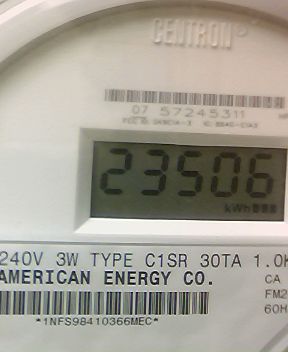 CENTRON®
07 57245311
23506
kWh
240V 3W TYPE C1SR 30TA 1.0K
AMERICAN ENERGY CO.
CA
FM2
60H
*1NFS98410366MEC*